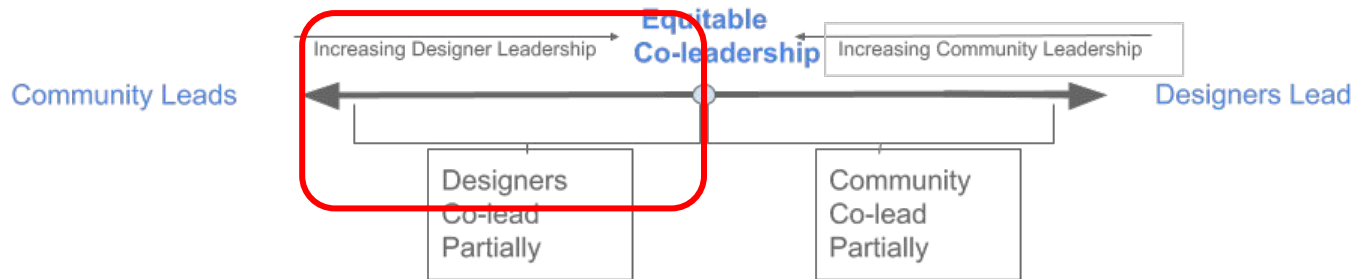 Equitable
Co-leadership
Increasing Designer Leadership
Increasing Community Leadership
Community Leads
Designers Lead
Designers
Co-lead
Partially
Community
Co-lead
Partially